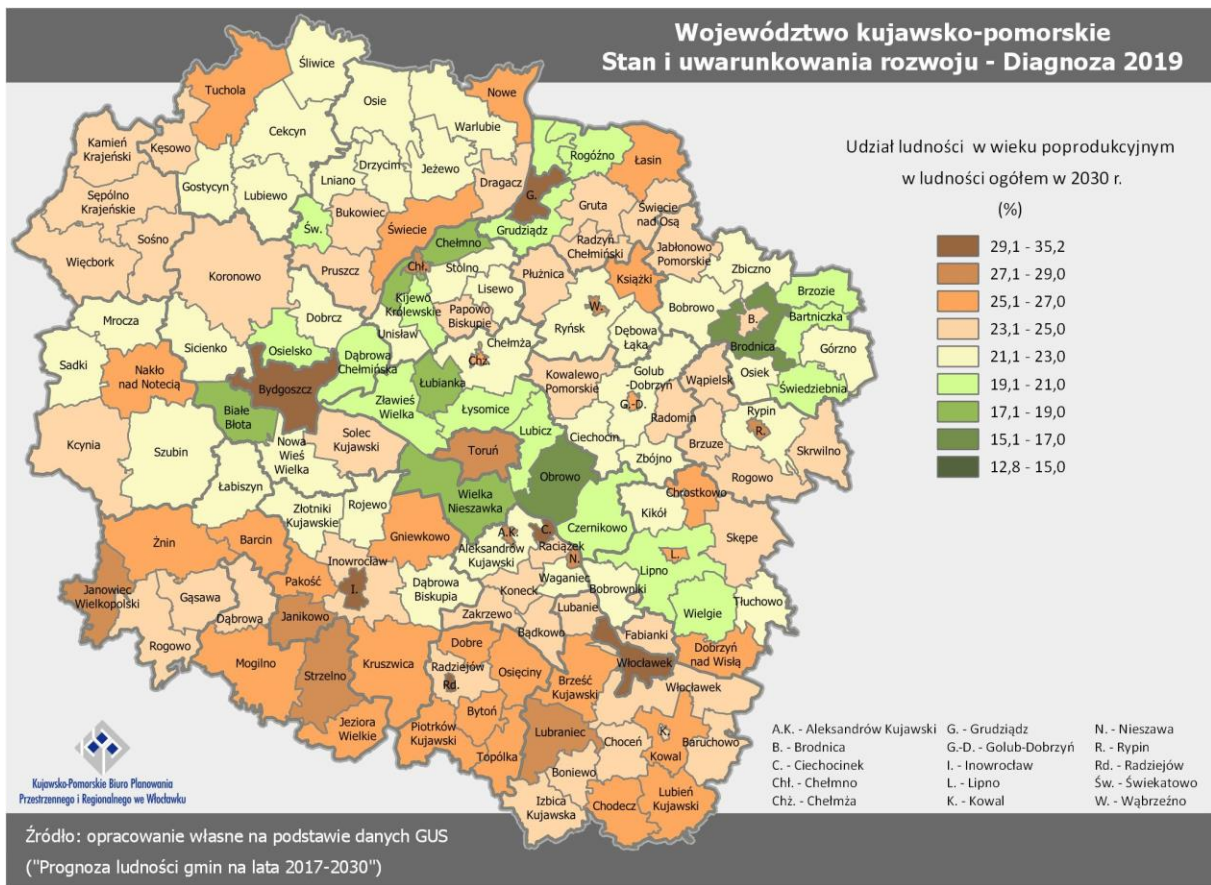 Województwo kujawsko-pomorskie
Stan i uwarunkowania rozwoju - Diagnoza 2019
Udział ludności w wieku poprodukcyjnym
w ludności ogółem w 2030 r.
(%)
29,1 - 35,2
27,1 - 29,0
25,1 - 27,0
23,1 - 25,0
21,1 - 23,0
19,1 - 21,0
17,1 - 19,0
15,1 - 17,0
12,8 - 15,0
Śliwice
Tuchola
Nowe
Osie
Warlubie
Cekcyn
Kamień
Krajeński
Kęsowo
Rogóźno
Łasin
Drzycim
Jeżewo
Lniano
Gostycyn
Lubiewo
Dragacz
G.
Sępólno
Krajeńskie
Św.
Bukowiec
Świecie
Grudziądz
Gruta
Świecie
nad Osą
Sośno
Więcbork
Koronowo
Pruszcz
Chełmno
Chł.
Stolno
Radzyń
Chełmiński
Jabłonowo
Pomorskie
Płużnica
Książki
Zbiczno
Brzozie
Lisewo
Kijewo
Królewskie
Papowo
Biskupie
W.
Bobrowo
Bartniczka
B.
Mrocza
Dobrcz
Unisław
Ryńsk
Dębowa
Łąka
Brodnica
Górzno
Sadki
Sicienko
Osielsko
Dąbrowa
Chełmińska
Chełmża
Chż.
Osiek
Nakło
nad Notecią
Bydgoszcz
Łubianka
Kowalewo
Pomorskie
Golub
-Dobrzyń
Wąpielsk
Świedziebnia
G.-D.
Radomin
Rypin
R.
Białe
Błota
Zławieś
Wielka
Łysomice
Lubicz
Ciechocin
Brzuze
Skrwilno
Kcynia
Szubin
Nowa
Wieś
Wielka
Solec
Kujawski
Toruń
Zbójno
Rogowo
Łabiszyn
Obrowo
Wielka
Nieszawka
Kikół
Chrostkowo
Złotniki
Kujawskie
Rojewo
Czernikowo
Skępe
Żnin
Barcin
Gniewkowo
A.K.
C.
Raciążek
Aleksandrów
Kujawski
N.
L.
Lipno
Inowrocław
Pakość
I.
Dąbrowa
Biskupia
Waganiec
Bobrowniki
Tłuchowo
Janowiec
Wielkopolski
Gąsawa
Janikowo
Koneck
Lubanie
Wielgie
Dąbrowa
Zakrzewo
Bądkowo
Fabianki
Rogowo
Mogilno
Strzelno
Kruszwica
Dobre
Osięciny
Włocławek
Dobrzyń
nad Wisłą
Radziejów
Rd.
Brześć
Kujawski
Włocławek
Jeziora
Wielkie
Piotrków
Kujawski
Bytoń
Lubraniec
Choceń
K.
Kowal
Baruchowo
Topólka
Boniewo
Izbica
Kujawska
Chodecz
Lubień
Kujawski
A.K. - Aleksandrów Kujawski
B. - Brodnica
C. - Ciechocinek
Chł. - Chełmno
Chż. - Chełmża
G. - Grudziądz
G.-D. - Golub-Dobrzyń
I. - Inowrocław
L. - Lipno
K. - Kowal
N. - Nieszawa
R. - Rypin
Rd. - Radziejów
Św. - Świekatowo
W. - Wąbrzeźno
Kujawsko-Pomorskie Biuro Planowania
Przestrzennego i Regionalnego we Włocławku
Źródło: opracowanie własne na podstawie danych GUS
("Prognoza ludności gmin na lata 2017-2030")